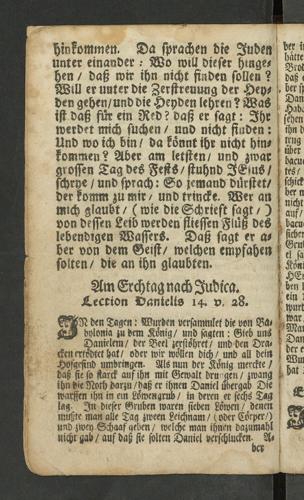 hinkommen. Da sprachen die Juden
unter einander: Wo will dieser hinge-
hen / daß wir ihn nicht finden sollen?
Will er unter die Zerstreuung der Hey-
den gehen / und die Heyden lehren? Was
ist daß für ein Red? daß er sagt: Ihr
werdet mich suchen / und nicht finden:
Und wo ich bin / da könnt ihr nicht hin-
kommen? Aber am letsten / und zwar
grossen Tag des Fests / stuhnd JEsus /
schrye / und sprach: So jemand dürstet /
der komm zu mir / und trincke. Wer an
mich glaubt / (wie die Schrifft sagt /)
von dessen Leib werden fliessen Flüß des
lebendigen Wassers. Daß sagt er a-
ber von dem Geist / welchen empfahen
solten / die an ihn glaubten.
Am Erchtag nach Judica.
Lection Danielis 14. v. 28.
IN den Tagen: Wurden versammlet die von Ba-
bylonia zu dem König / und sagten: Gieb uns
Danielem / der Beel zerstöhret / und den Dra-
cken ertödtet hat / oder wir wöllen dich / und all dein
Hofgesind umbringen. Als nun der König merckte /
daß sie so starck auf ihn mit Gewalt drungen / zwang
ihn die Noth darzu / daß er ihnen Daniel übergab Die
warffen ihn in ein Löwengrub / in deren er sechs Tag
lag. In dieser Gruben waren sieben Löwen / denen
mußte man alle Tag zween Leichnam / (oder Cörper /)
und zwey Schaaf geben / welche man ihnen dazumahl
nicht gab / auf daß sie solten Daniel verschlucken. A-
ber